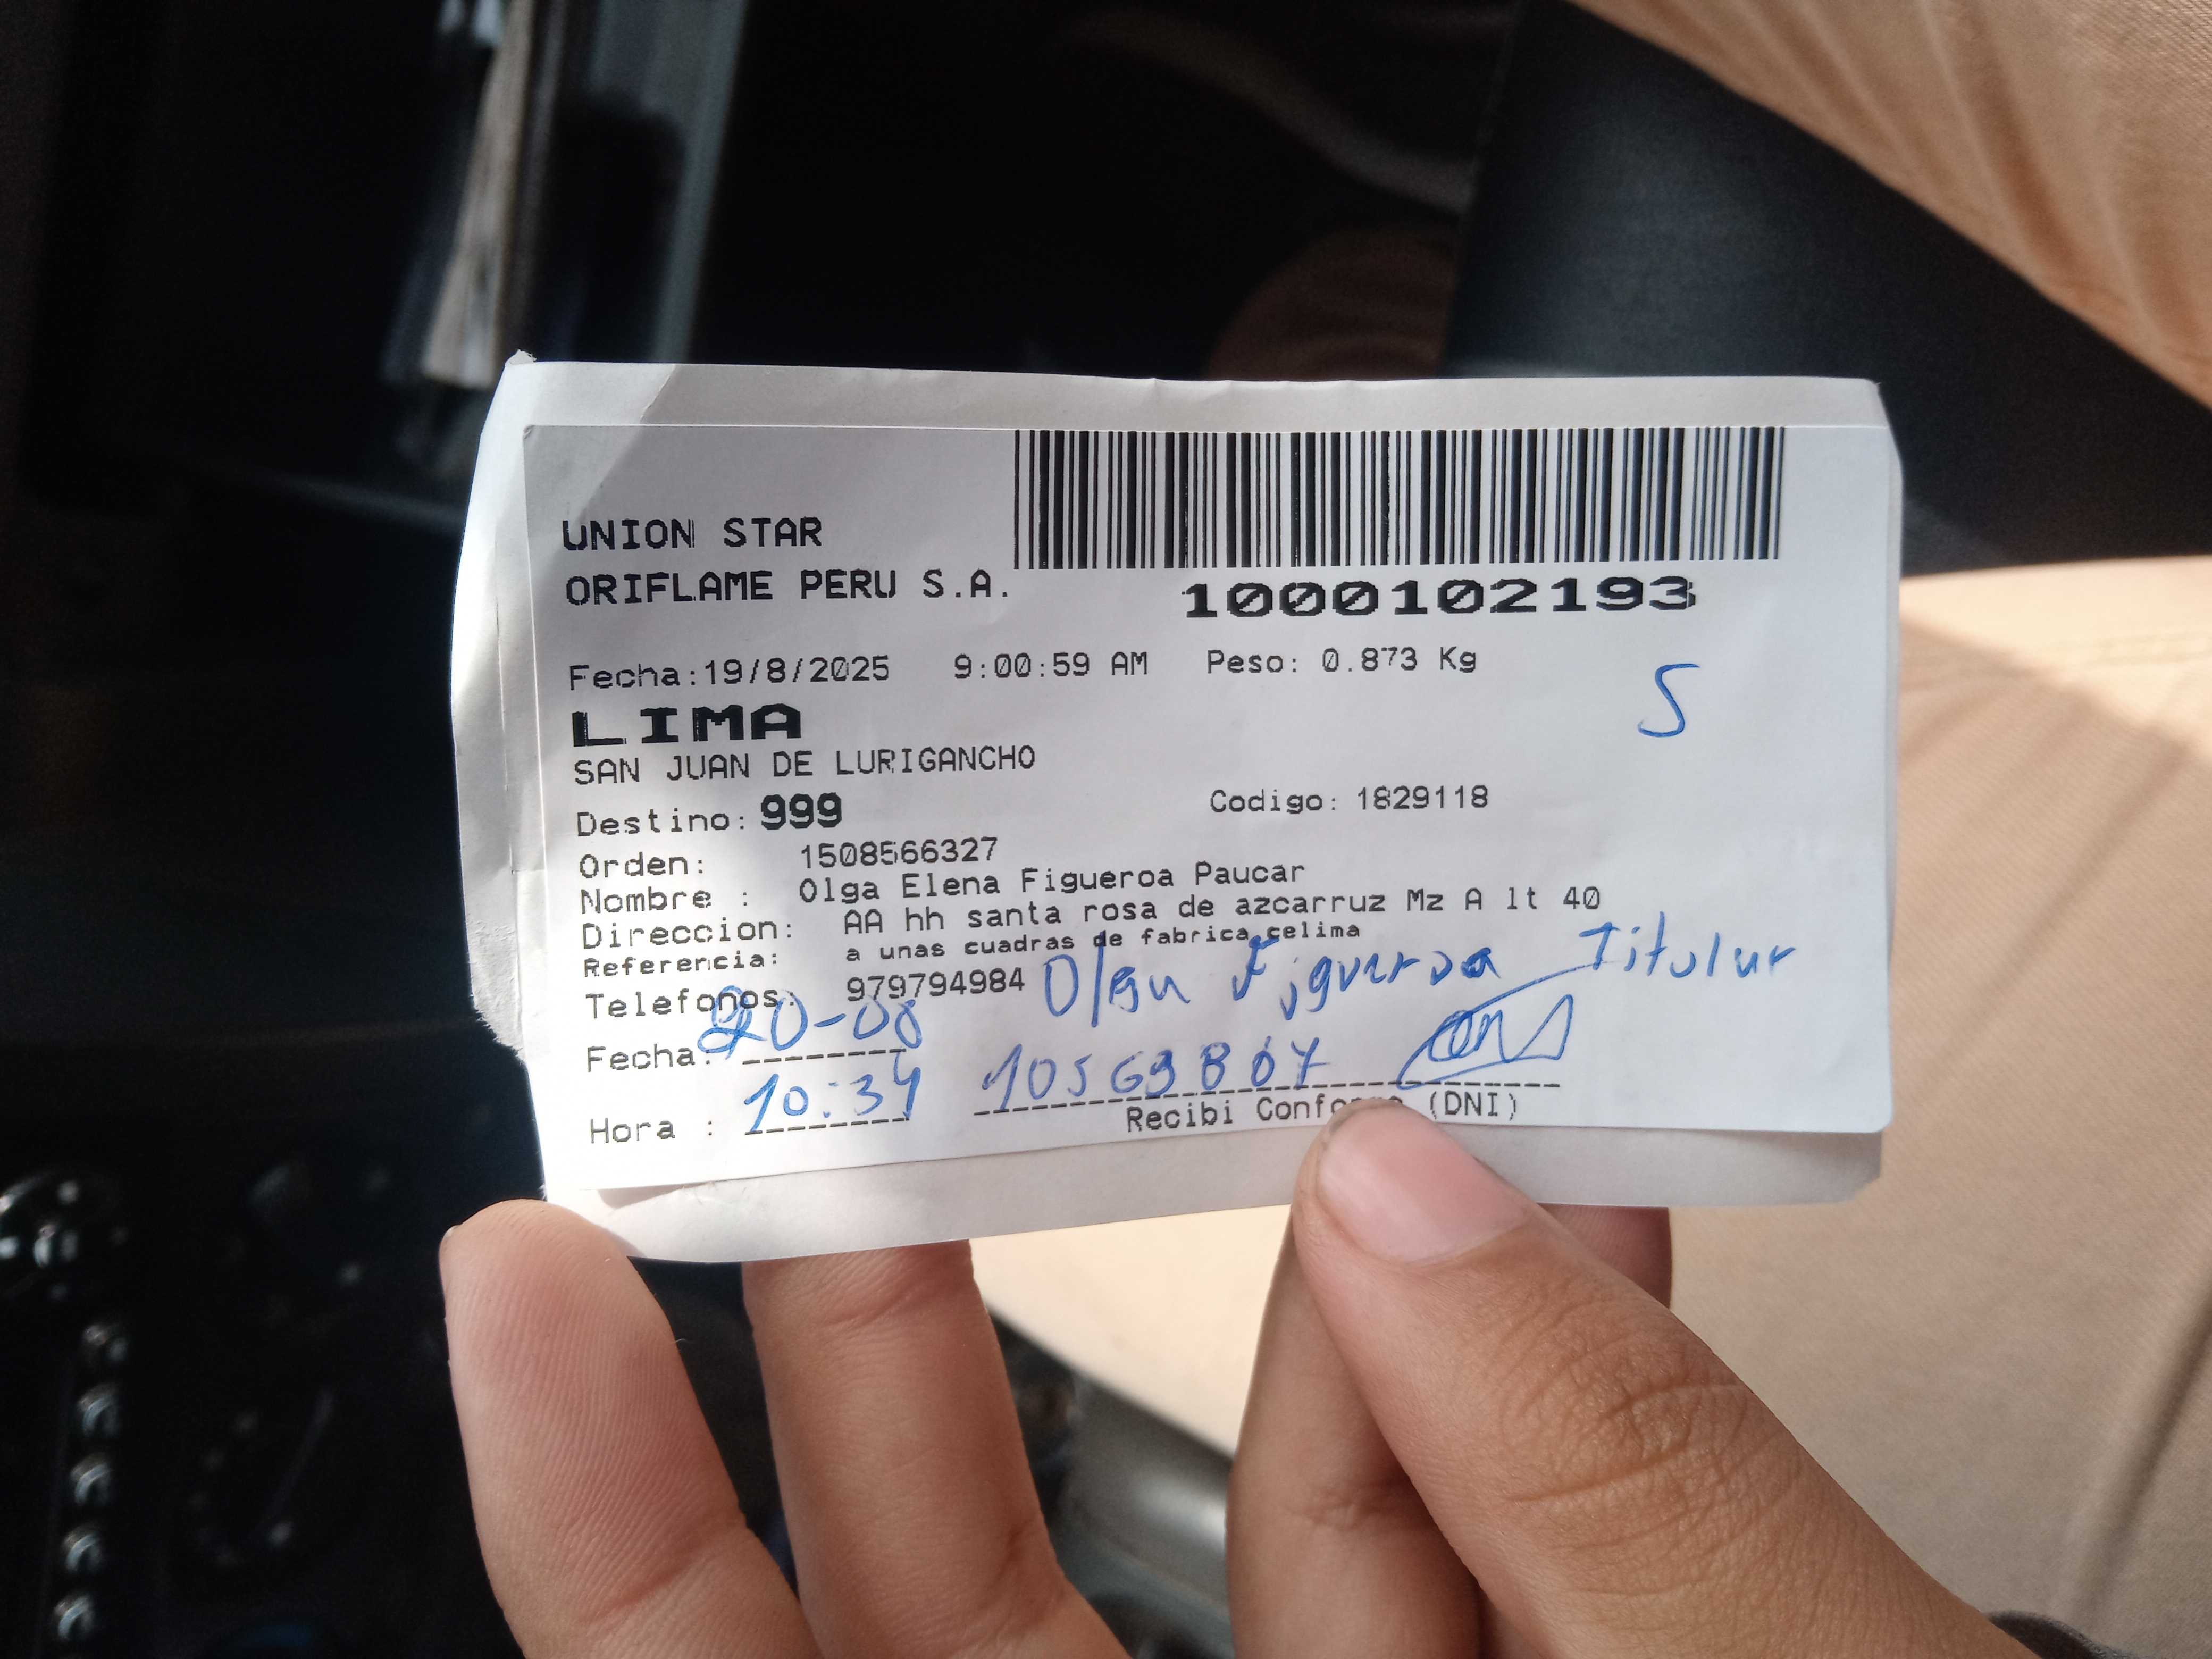 UNION STAR
ORIFLAME PERU S.A.
1000102193
Fecha:19/8/2025 9:00:59 AM Peso: 0.873 Kg
S
LIMA
SAN JUAN DE LURIGANCHO
Destino: 999 Codigo: 1829118
Orden: 1508566327
Nombre : Olga Elena Figueroa Paucar
Direccion: AA hh santa rosa de azcarruz Mz A lt 40
Referencia: a unas cuadras de fabrica celima
Telefonos: 979794984 Olga Figueroa Titular
Fecha: 20-08
Hora : 10:34
Recibi Conforme (DNI)